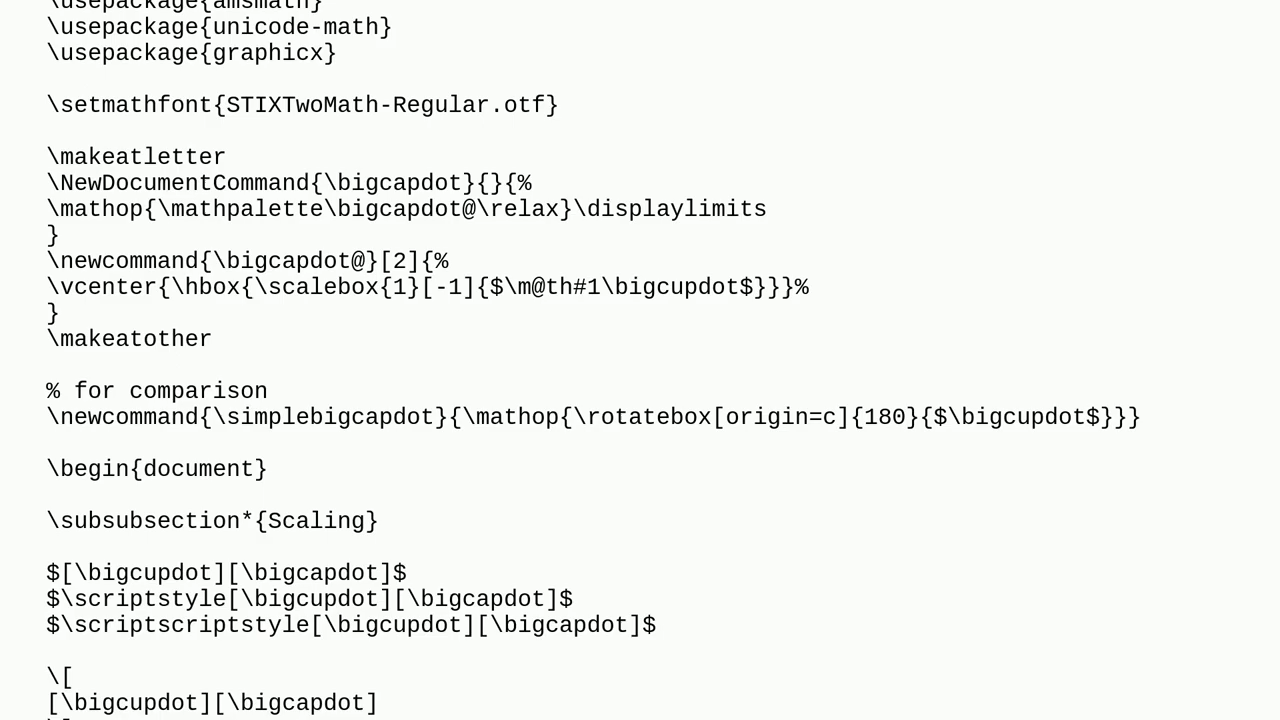 \usepackage{amsmath}
\usepackage{unicode-math}
\usepackage{graphicx}
\setmathfont{STIXTwoMath-Regular.otf}
\makeatletter
\NewDocumentCommand{\bigcapdot}{}{%
\mathop{\mathpalette\bigcapdot@\relax}\displaylimits
}
\newcommand{\bigcapdot@}[2]{%
\vcenter{\hbox{\scalebox{1}[-1]{$\m@th#1\bigcupdot$}}}%
}
\makeatother
% for comparison
\newcommand{\simplebigcapdot}{\mathop{\rotatebox[origin=c]{180}{$\bigcupdot$}}}
\begin{document}
\subsubsection*{Scaling}
$[\bigcupdot][\bigcapdot]$
$\scriptstyle[\bigcupdot][\bigcapdot]$
$\scriptscriptstyle[\bigcupdot][\bigcapdot]$
\[
[\bigcupdot][\bigcapdot]